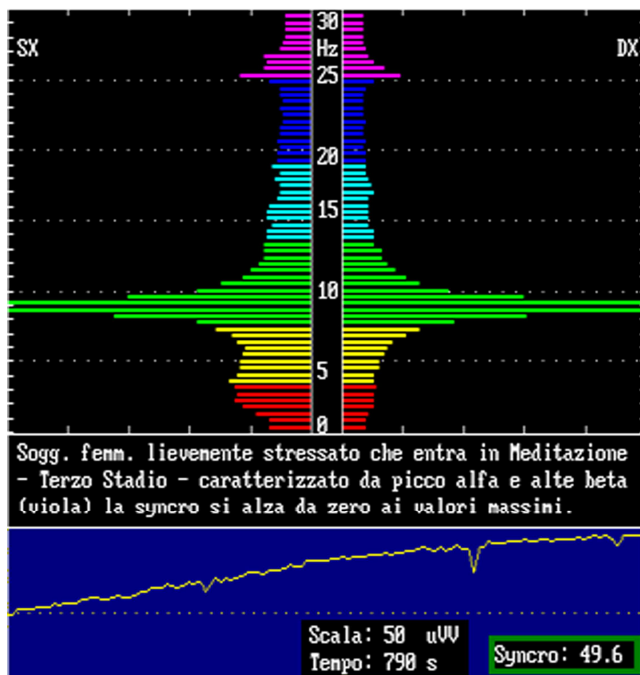 30
SX Hz DX
25
20
15
10
5
0
Sogg. femm. lievemente stressato che entra in Meditazione
- Terzo Stadio - caratterizzato da picco alfa e alte beta
(viola) la syncro si alza da zero ai valori massimi.
Scala: 50 uVV
Tempo: 790 s
Syncro: 49.6